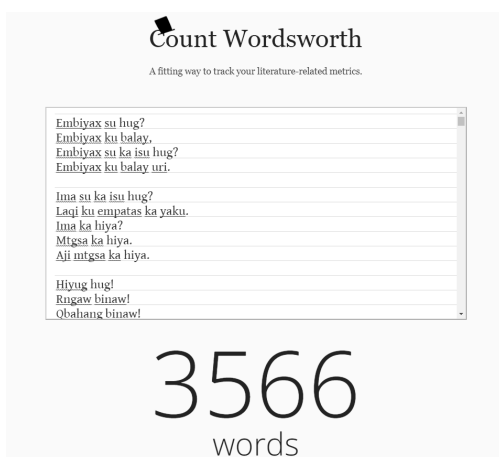 Count Wordsworth
A fitting way to track your literature-related metrics.
Embiyax su hug?
Embiyax ku balay,
Embiyax su ka isu hug?
Embiyax ku balay uri.
Ima su ka isu hug?
Laqi ku empatas ka yaku.
Ima ka hiya?
Mtgsa ka hiya.
Aji mtgsa ka hiya.
Hiyug hug!
Rngaw binaw!
Qbahang binaw!
3566
words